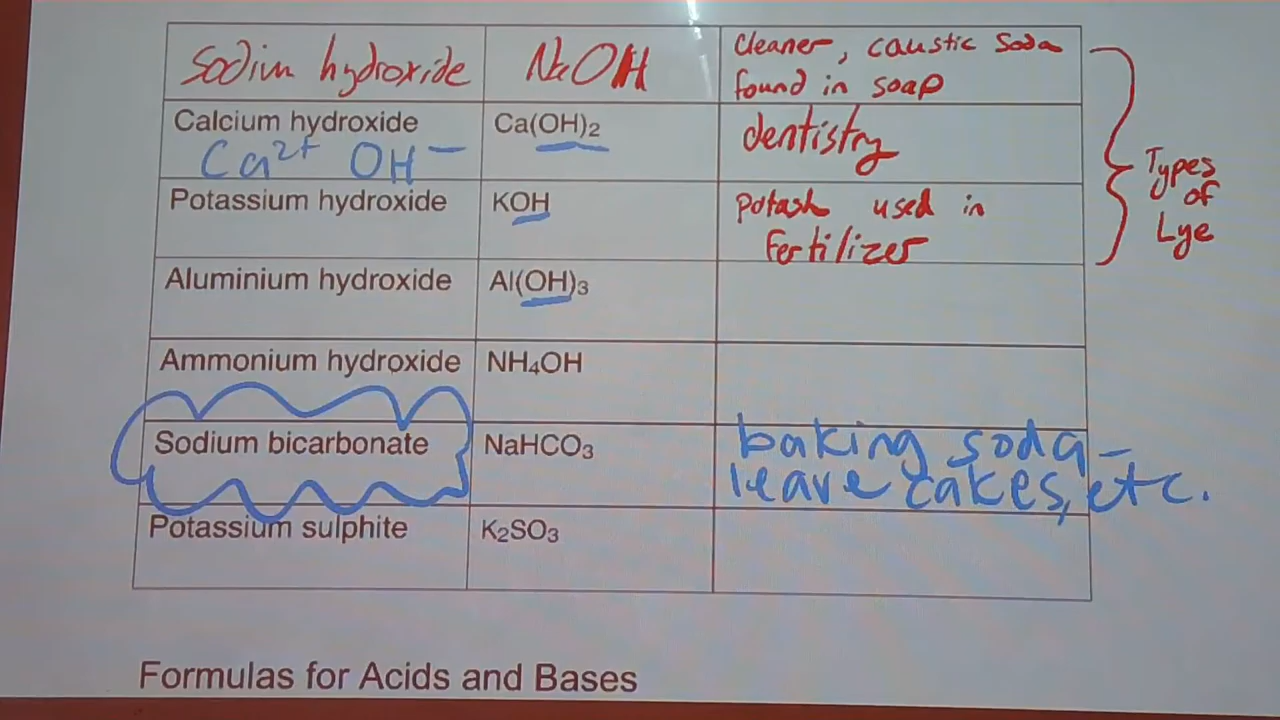 Sodium hydroxide NaOH cleaner, caustic soda
found in soap
Calcium hydroxide Ca(OH)₂ dentistry
Ca²⁺ OH⁻
Potassium hydroxide KOH potash used in
fertilizer
Types
of
Lye
Aluminium hydroxide Al(OH)₃
Ammonium hydroxide NH₄OH
Sodium bicarbonate NaHCO₃ baking soda –
leave cakes, etc.
Potassium sulphite K₂SO₃
Formulas for Acids and Bases